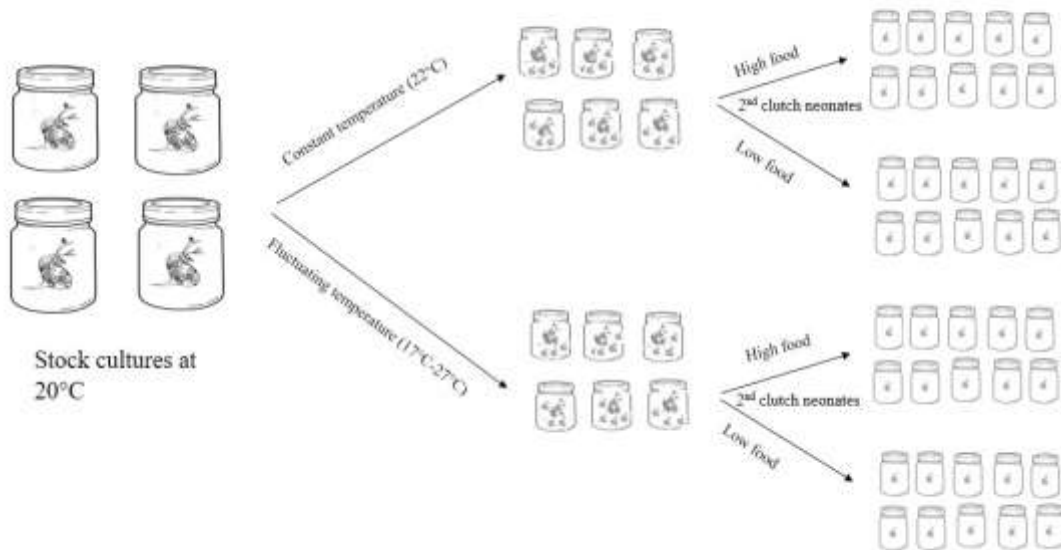 Stock cultures at
20°C
Constant temperature (22°C)
Fluctuating temperature (17°C-27°C)
High food
2nd clutch neonates
Low food
High food
2nd clutch neonates
Low food